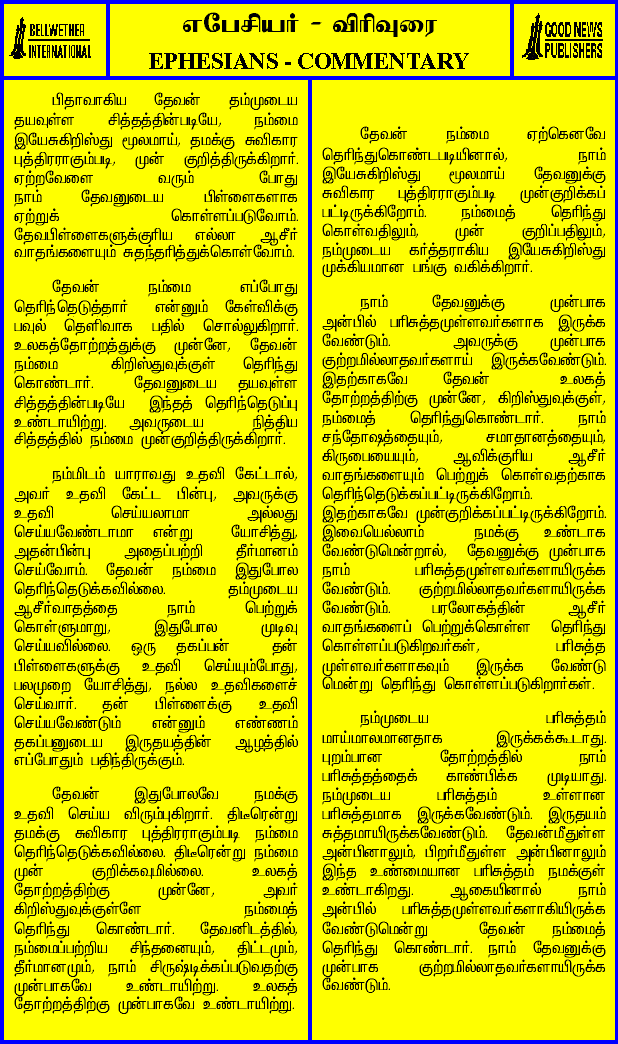 BELLWETHER
INTERNATIONAL
எபேசியர் - விரிவுரை
EPHESIANS - COMMENTARY
GOOD NEWS
PUBLISHERS
பிதாவாகிய தேவன் தம்முடைய
தயவுள்ள சித்தத்தின்படியே, நம்மை
இயேசுகிறிஸ்து மூலமாய், தமக்கு சுவிகார
புத்திரராகும்படி, முன் குறித்திருக்கிறார்.
ஏற்றவேளை வரும் போது
நாம் தேவனுடைய பிள்ளைகளாக
ஏற்றுக் கொள்ளப்படுவோம்.
தேவபிள்ளைகளுக்குரிய எல்லா ஆசீர்
வாதங்களையும் சுதந்தரித்துக்கொள்வோம்.
தேவன் நம்மை எப்போது
தெரிந்தெடுத்தார் என்னும் கேள்விக்கு
பவுல் தெளிவாக பதில் சொல்லுகிறார்.
உலகத்தோற்றத்துக்கு முன்னே, தேவன்
நம்மை கிறிஸ்துவுக்குள் தெரிந்து
கொண்டார். தேவனுடைய தயவுள்ள
சித்தத்தின்படியே இந்தத் தெரிந்தெடுப்பு
உண்டாயிற்று. அவருடைய நித்திய
சித்தத்தில் நம்மை முன்குறித்திருக்கிறார்.
நம்மிடம் யாராவது உதவி கேட்டால்,
அவர் உதவி கேட்ட பின்பு, அவருக்கு
உதவி செய்யலாமா அல்லது
செய்யவேண்டாமா என்று யோசித்து,
அதன்பின்பு அதைப்பற்றி தீர்மானம்
செய்வோம். தேவன் நம்மை இதுபோல
தெரிந்தெடுக்கவில்லை. தம்முடைய
ஆசீர்வாதத்தை நாம் பெற்றுக்
கொள்ளுமாறு, இதுபோல முடிவு
செய்யவில்லை. ஒரு தகப்பன் தன்
பிள்ளைகளுக்கு உதவி செய்யும்போது,
பலமுறை யோசித்து, நல்ல உதவிகளைச்
செய்வார். தன் பிள்ளைக்கு உதவி
செய்யவேண்டும் என்னும் எண்ணம்
தகப்பனுடைய இருதயத்தின் ஆழத்தில்
எப்போதும் பதிந்திருக்கும்.
தேவன் இதுபோலவே நமக்கு
உதவி செய்ய விரும்புகிறார். திடீரென்று
தமக்கு சுவிகார புத்திரராகும்படி நம்மை
தெரிந்தெடுக்கவில்லை. திடீரென்று நம்மை
முன் குறிக்கவுமில்லை. உலகத்
தோற்றத்திற்கு முன்னே, அவர்
கிறிஸ்துவுக்குள்ளே நம்மைத்
தெரிந்து கொண்டார். தேவனிடத்தில்,
நம்மைப்பற்றிய சிந்தனையும், திட்டமும்,
தீர்மானமும், நாம் சிருஷ்டிக்கப்படுவதற்கு
முன்பாகவே உண்டாயிற்று. உலகத்
தோற்றத்திற்கு முன்பாகவே உண்டாயிற்று.
தேவன் நம்மை ஏற்கெனவே
தெரிந்துகொண்டபடியினால், நாம்
இயேசுகிறிஸ்து மூலமாய் தேவனுக்கு
சுவிகார புத்திரராகும்படி முன்குறிக்கப்
பட்டிருக்கிறோம். நம்மைத் தெரிந்து
கொள்வதிலும், முன் குறிப்பதிலும்,
நம்முடைய கர்த்தராகிய இயேசுகிறிஸ்து
முக்கியமான பங்கு வகிக்கிறார்.
நாம் தேவனுக்கு முன்பாக
அன்பில் பரிசுத்தமுள்ளவர்களாக இருக்க
வேண்டும். அவருக்கு முன்பாக
குற்றமில்லாதவர்களாய் இருக்கவேண்டும்.
இதற்காகவே தேவன் உலகத்
தோற்றத்திற்கு முன்னே, கிறிஸ்துவுக்குள்,
நம்மைத் தெரிந்துகொண்டார். நாம்
சந்தோஷத்தையும், சமாதானத்தையும்,
கிருபையையும், ஆவிக்குரிய ஆசீர்
வாதங்களையும் பெற்றுக் கொள்வதற்காக
தெரிந்தெடுக்கப்பட்டிருக்கிறோம்.
இதற்காகவே முன்குறிக்கப்பட்டிருக்கிறோம்.
இவையெல்லாம் நமக்கு உண்டாக
வேண்டுமென்றால், தேவனுக்கு முன்பாக
நாம் பரிசுத்தமுள்ளவர்களாயிருக்க
வேண்டும். குற்றமில்லாதவர்களாயிருக்க
வேண்டும். பரலோகத்தின் ஆசீர்
வாதங்களைப் பெற்றுக்கொள்ள தெரிந்து
கொள்ளப்படுகிறவர்கள், பரிசுத்த
முள்ளவர்களாகவும் இருக்க வேண்டு
மென்று தெரிந்து கொள்ளப்படுகிறார்கள்.
நம்முடைய பரிசுத்தம்
மாய்மாலமானதாக இருக்கக்கூடாது.
புறம்பான தோற்றத்தில் நாம்
பரிசுத்தத்தைக் காண்பிக்க முடியாது.
நம்முடைய பரிசுத்தம் உள்ளான
பரிசுத்தமாக இருக்கவேண்டும். இருதயம்
சுத்தமாயிருக்கவேண்டும். தேவன்மீதுள்ள
அன்பினாலும், பிறர்மீதுள்ள அன்பினாலும்
இந்த உண்மையான பரிசுத்தம் நமக்குள்
உண்டாகிறது. ஆகையினால் நாம்
அன்பில் பரிசுத்தமுள்ளவர்களாகியிருக்க
வேண்டுமென்று தேவன் நம்மைத்
தெரிந்து கொண்டார். நாம் தேவனுக்கு
முன்பாக குற்றமில்லாதவர்களாயிருக்க
வேண்டும்.